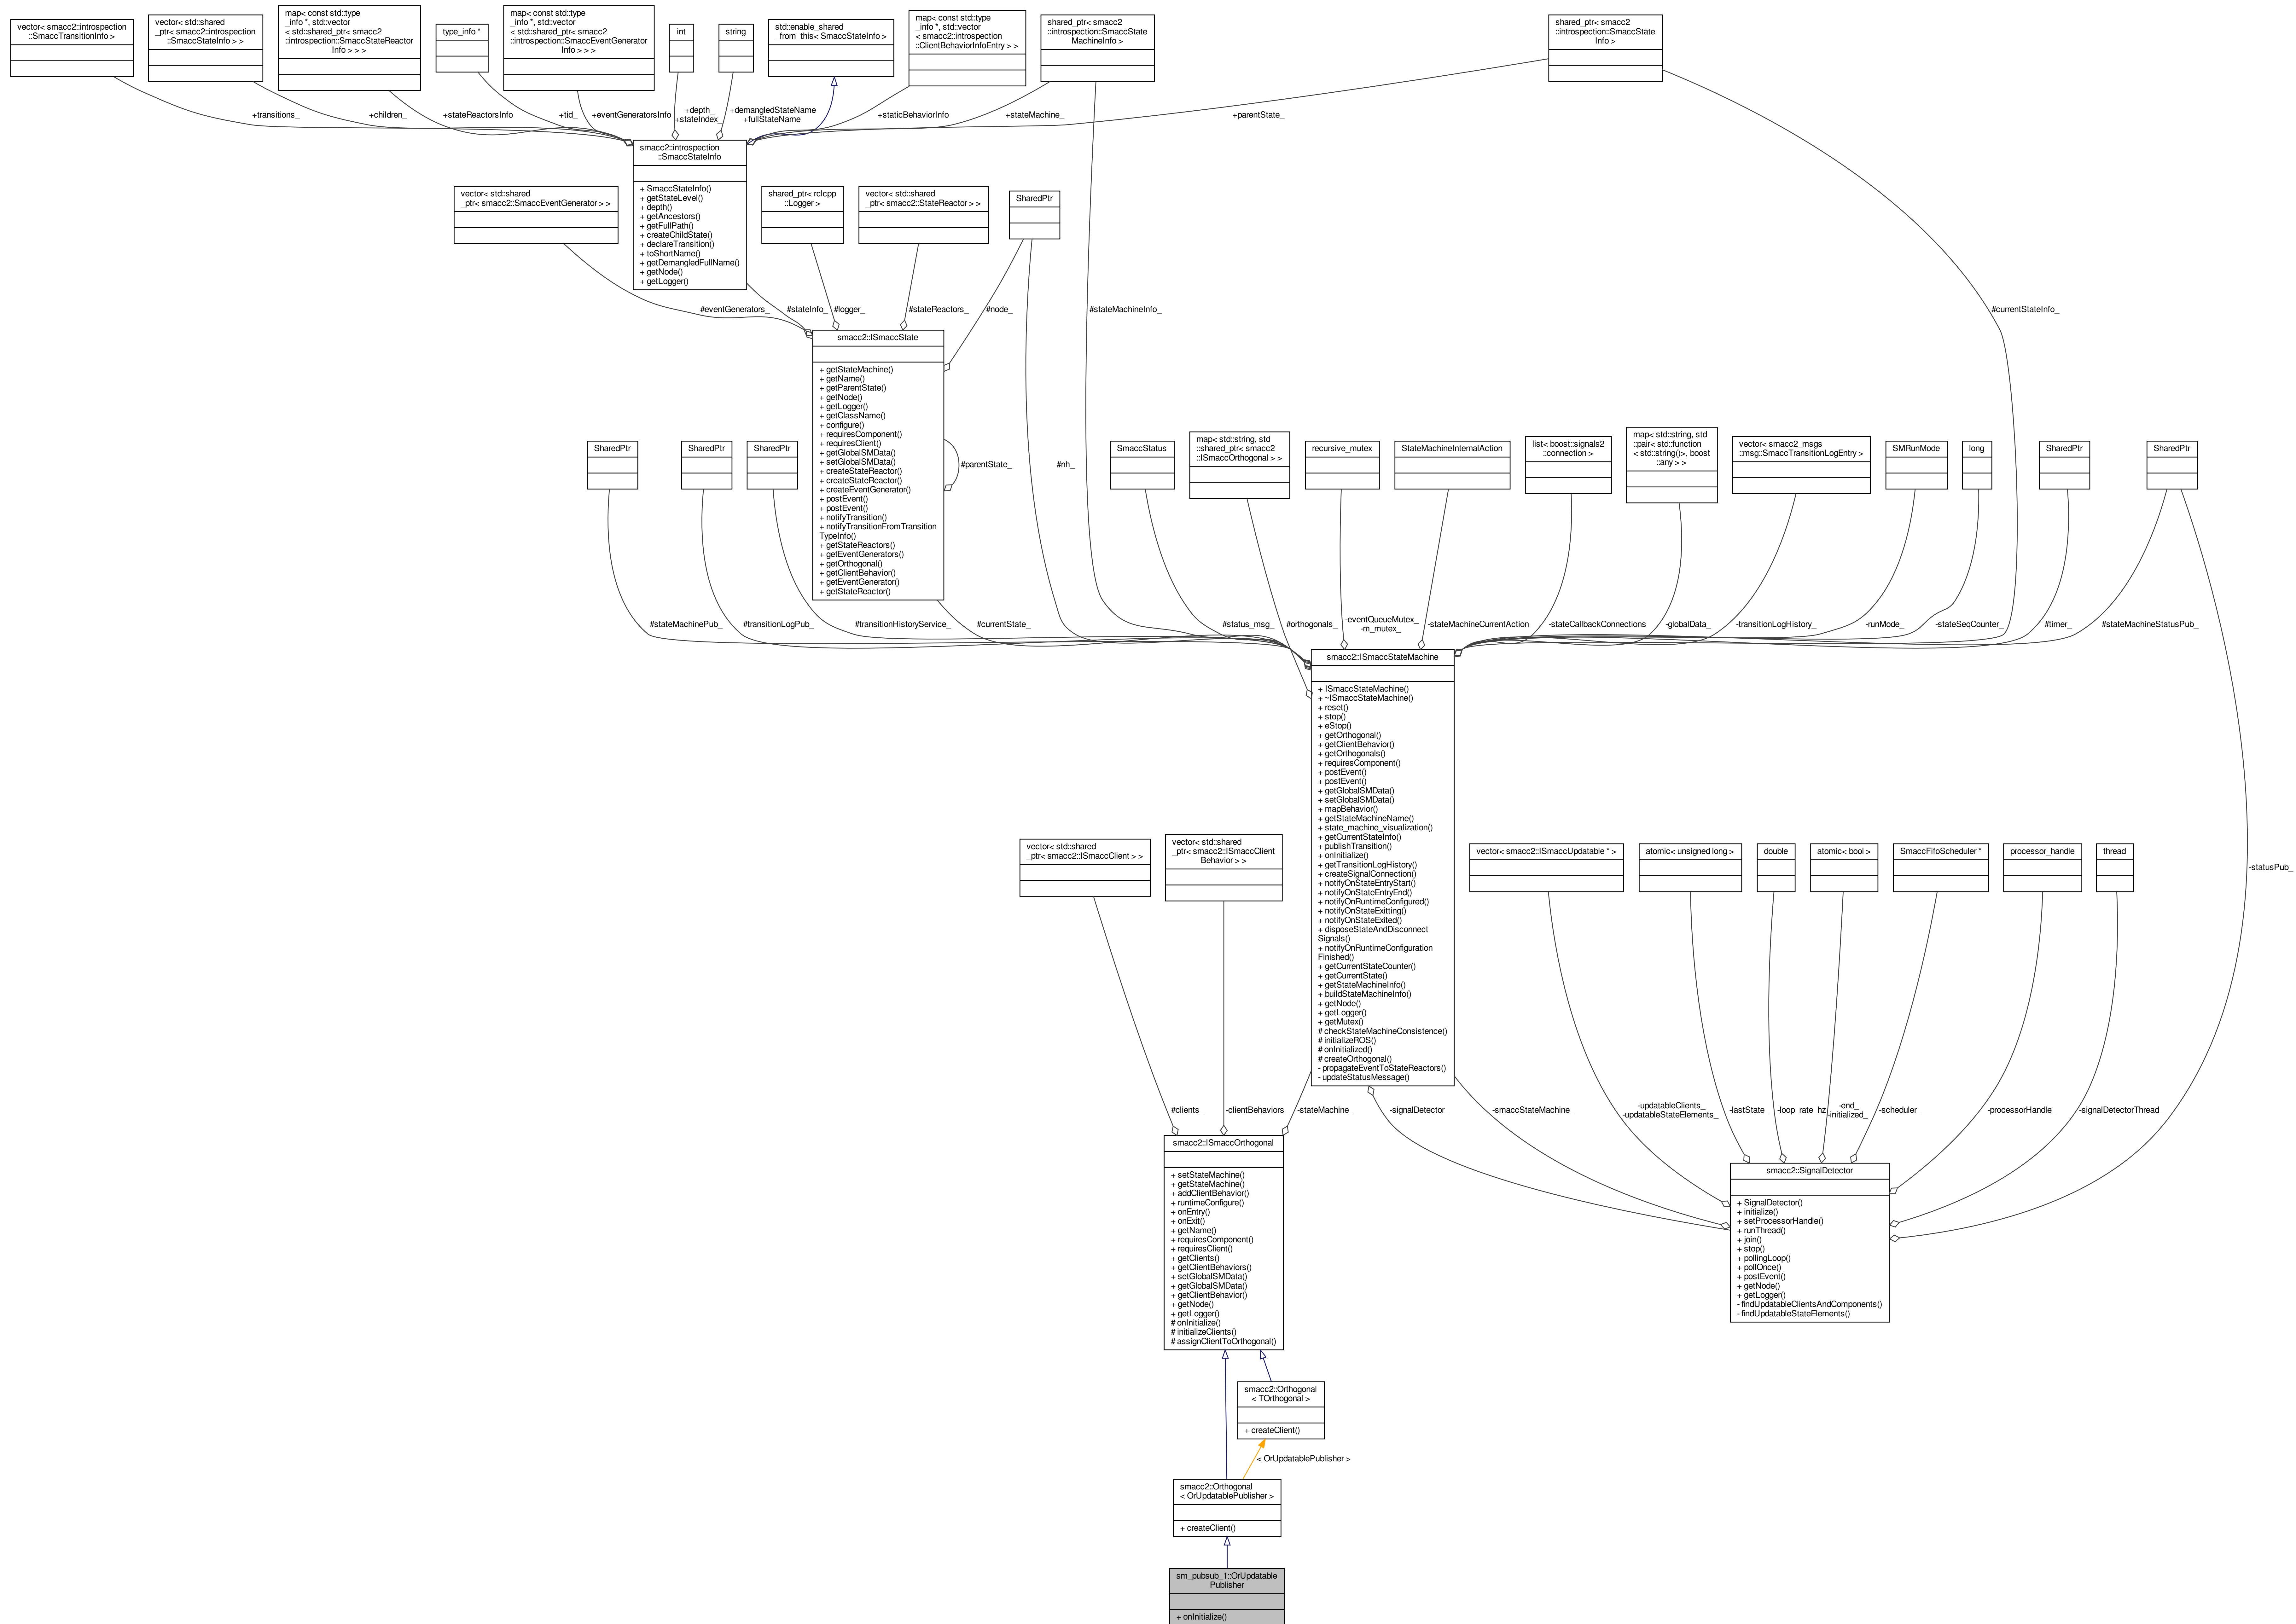 vector< smacc2::introspection
::SmaccTransitionInfo >
vector< std::shared
_ptr< smacc2::introspection
::SmaccStateInfo > >
map< const std::type
_info *, std::vector
< std::shared_ptr< smacc2
::introspection::SmaccStateReactor
Info > > >
type_info *
map< const std::type
_info *, std::vector
< std::shared_ptr< smacc2
::introspection::SmaccEventGenerator
Info > > >
int
string
std::enable_shared
_from_this< SmaccStateInfo >
map< const std::type
_info *, std::vector
< smacc2::introspection
::ClientBehaviorInfoEntry > >
shared_ptr< smacc2
::introspection::SmaccState
MachineInfo >
shared_ptr< smacc2
::introspection::SmaccState
Info >
+transitions_
+children_
+stateReactorsInfo
+tid_
+eventGeneratorsInfo
+depth_
+stateIndex_
+demangledStateName
+fullStateName
+staticBehaviorInfo
+stateMachine_
+parentState_
smacc2::introspection
::SmaccStateInfo
+ SmaccStateInfo()
+ getStateLevel()
+ depth()
+ getAncestors()
+ getFullPath()
+ createChildState()
+ declareTransition()
+ toShortName()
+ getDemangledFullName()
+ getNode()
+ getLogger()
vector< std::shared
_ptr< smacc2::SmaccEventGenerator > >
shared_ptr< rclcpp
::Logger >
vector< std::shared
_ptr< smacc2::StateReactor > >
SharedPtr
#eventGenerators_
#stateInfo_
#logger_
#stateReactors_
#node_
#stateMachineInfo_
#currentStateInfo_
smacc2::ISmaccState
+ getStateMachine()
+ getName()
+ getParentState()
+ getNode()
+ getLogger()
+ getClassName()
+ configure()
+ requiresComponent()
+ requiresClient()
+ getGlobalSMData()
+ setGlobalSMData()
+ createStateReactor()
+ createStateReactor()
+ createEventGenerator()
+ postEvent()
+ postEvent()
+ notifyTransition()
+ notifyTransitionFromTransition
TypeInfo()
+ getStateReactors()
+ getEventGenerators()
+ getOrthogonal()
+ getClientBehavior()
+ getEventGenerator()
+ getStateReactor()
#parentState_
#nh_
SharedPtr
SharedPtr
SharedPtr
SmaccStatus
map< std::string, std
::shared_ptr< smacc2
::ISmaccOrthogonal > >
recursive_mutex
StateMachineInternalAction
list< boost::signals2
::connection >
map< std::string, std
::pair< std::function
< std::string()>, boost
::any > >
vector< smacc2_msgs
::msg::SmaccTransitionLogEntry >
SMRunMode
long
SharedPtr
SharedPtr
#stateMachinePub_
#transitionLogPub_
#transitionHistoryService_
#currentState_
#status_msg_
#orthogonals_
-eventQueueMutex_
-m_mutex_
-stateMachineCurrentAction
-stateCallbackConnections
-globalData_
-transitionLogHistory_
-runMode_
-stateSeqCounter_
#timer_
#stateMachineStatusPub_
smacc2::ISmaccStateMachine
+ ISmaccStateMachine()
+ ~ISmaccStateMachine()
+ reset()
+ stop()
+ eStop()
+ getOrthogonal()
+ getClientBehavior()
+ getOrthogonals()
+ requiresComponent()
+ postEvent()
+ postEvent()
+ getGlobalSMData()
+ setGlobalSMData()
+ mapBehavior()
+ getStateMachineName()
+ state_machine_visualization()
+ getCurrentStateInfo()
+ publishTransition()
+ onInitialize()
+ getTransitionLogHistory()
+ createSignalConnection()
+ notifyOnStateEntryStart()
+ notifyOnStateEntryEnd()
+ notifyOnRuntimeConfigured()
+ notifyOnStateExitting()
+ notifyOnStateExited()
+ disposeStateAndDisconnect
Signals()
+ notifyOnRuntimeConfiguration
Finished()
+ getCurrentStateCounter()
+ getCurrentState()
+ getStateMachineInfo()
+ buildStateMachineInfo()
+ getNode()
+ getLogger()
+ getMutex()
# checkStateMachineConsistence()
# initializeROS()
# onInitialized()
# createOrthogonal()
- propagateEventToStateReactors()
- updateStatusMessage()
vector< std::shared
_ptr< smacc2::ISmaccClient > >
vector< std::shared
_ptr< smacc2::ISmaccClient
Behavior > >
vector< smacc2::ISmaccUpdatable * >
atomic< unsigned long >
double
atomic< bool >
SmaccFifoScheduler *
processor_handle
thread
-statusPub_
#clients_
-clientBehaviors_
-stateMachine_
-signalDetector_
-smaccStateMachine_
-updatableClients_
-updatableStateElements_
-lastState_
-loop_rate_hz
-end_
-initialized_
-scheduler_
-processorHandle_
-signalDetectorThread_
smacc2::ISmaccOrthogonal
+ setStateMachine()
+ getStateMachine()
+ addClientBehavior()
+ runtimeConfigure()
+ onEntry()
+ onExit()
+ getName()
+ requiresComponent()
+ requiresClient()
+ getClients()
+ getClientBehaviors()
+ setGlobalSMData()
+ getGlobalSMData()
+ getClientBehavior()
+ getNode()
+ getLogger()
# onInitialize()
# initializeClients()
# assignClientToOrthogonal()
smacc2::SignalDetector
+ SignalDetector()
+ initialize()
+ setProcessorHandle()
+ runThread()
+ join()
+ stop()
+ pollingLoop()
+ pollOnce()
+ postEvent()
+ getNode()
+ getLogger()
- findUpdatableClientsAndComponents()
- findUpdatableStateElements()
smacc2::Orthogonal
< TOrthogonal >
+ createClient()
< OrUpdatablePublisher >
smacc2::Orthogonal
< OrUpdatablePublisher >
+ createClient()
sm_pubsub_1::OrUpdatable
Publisher
+ onInitialize()